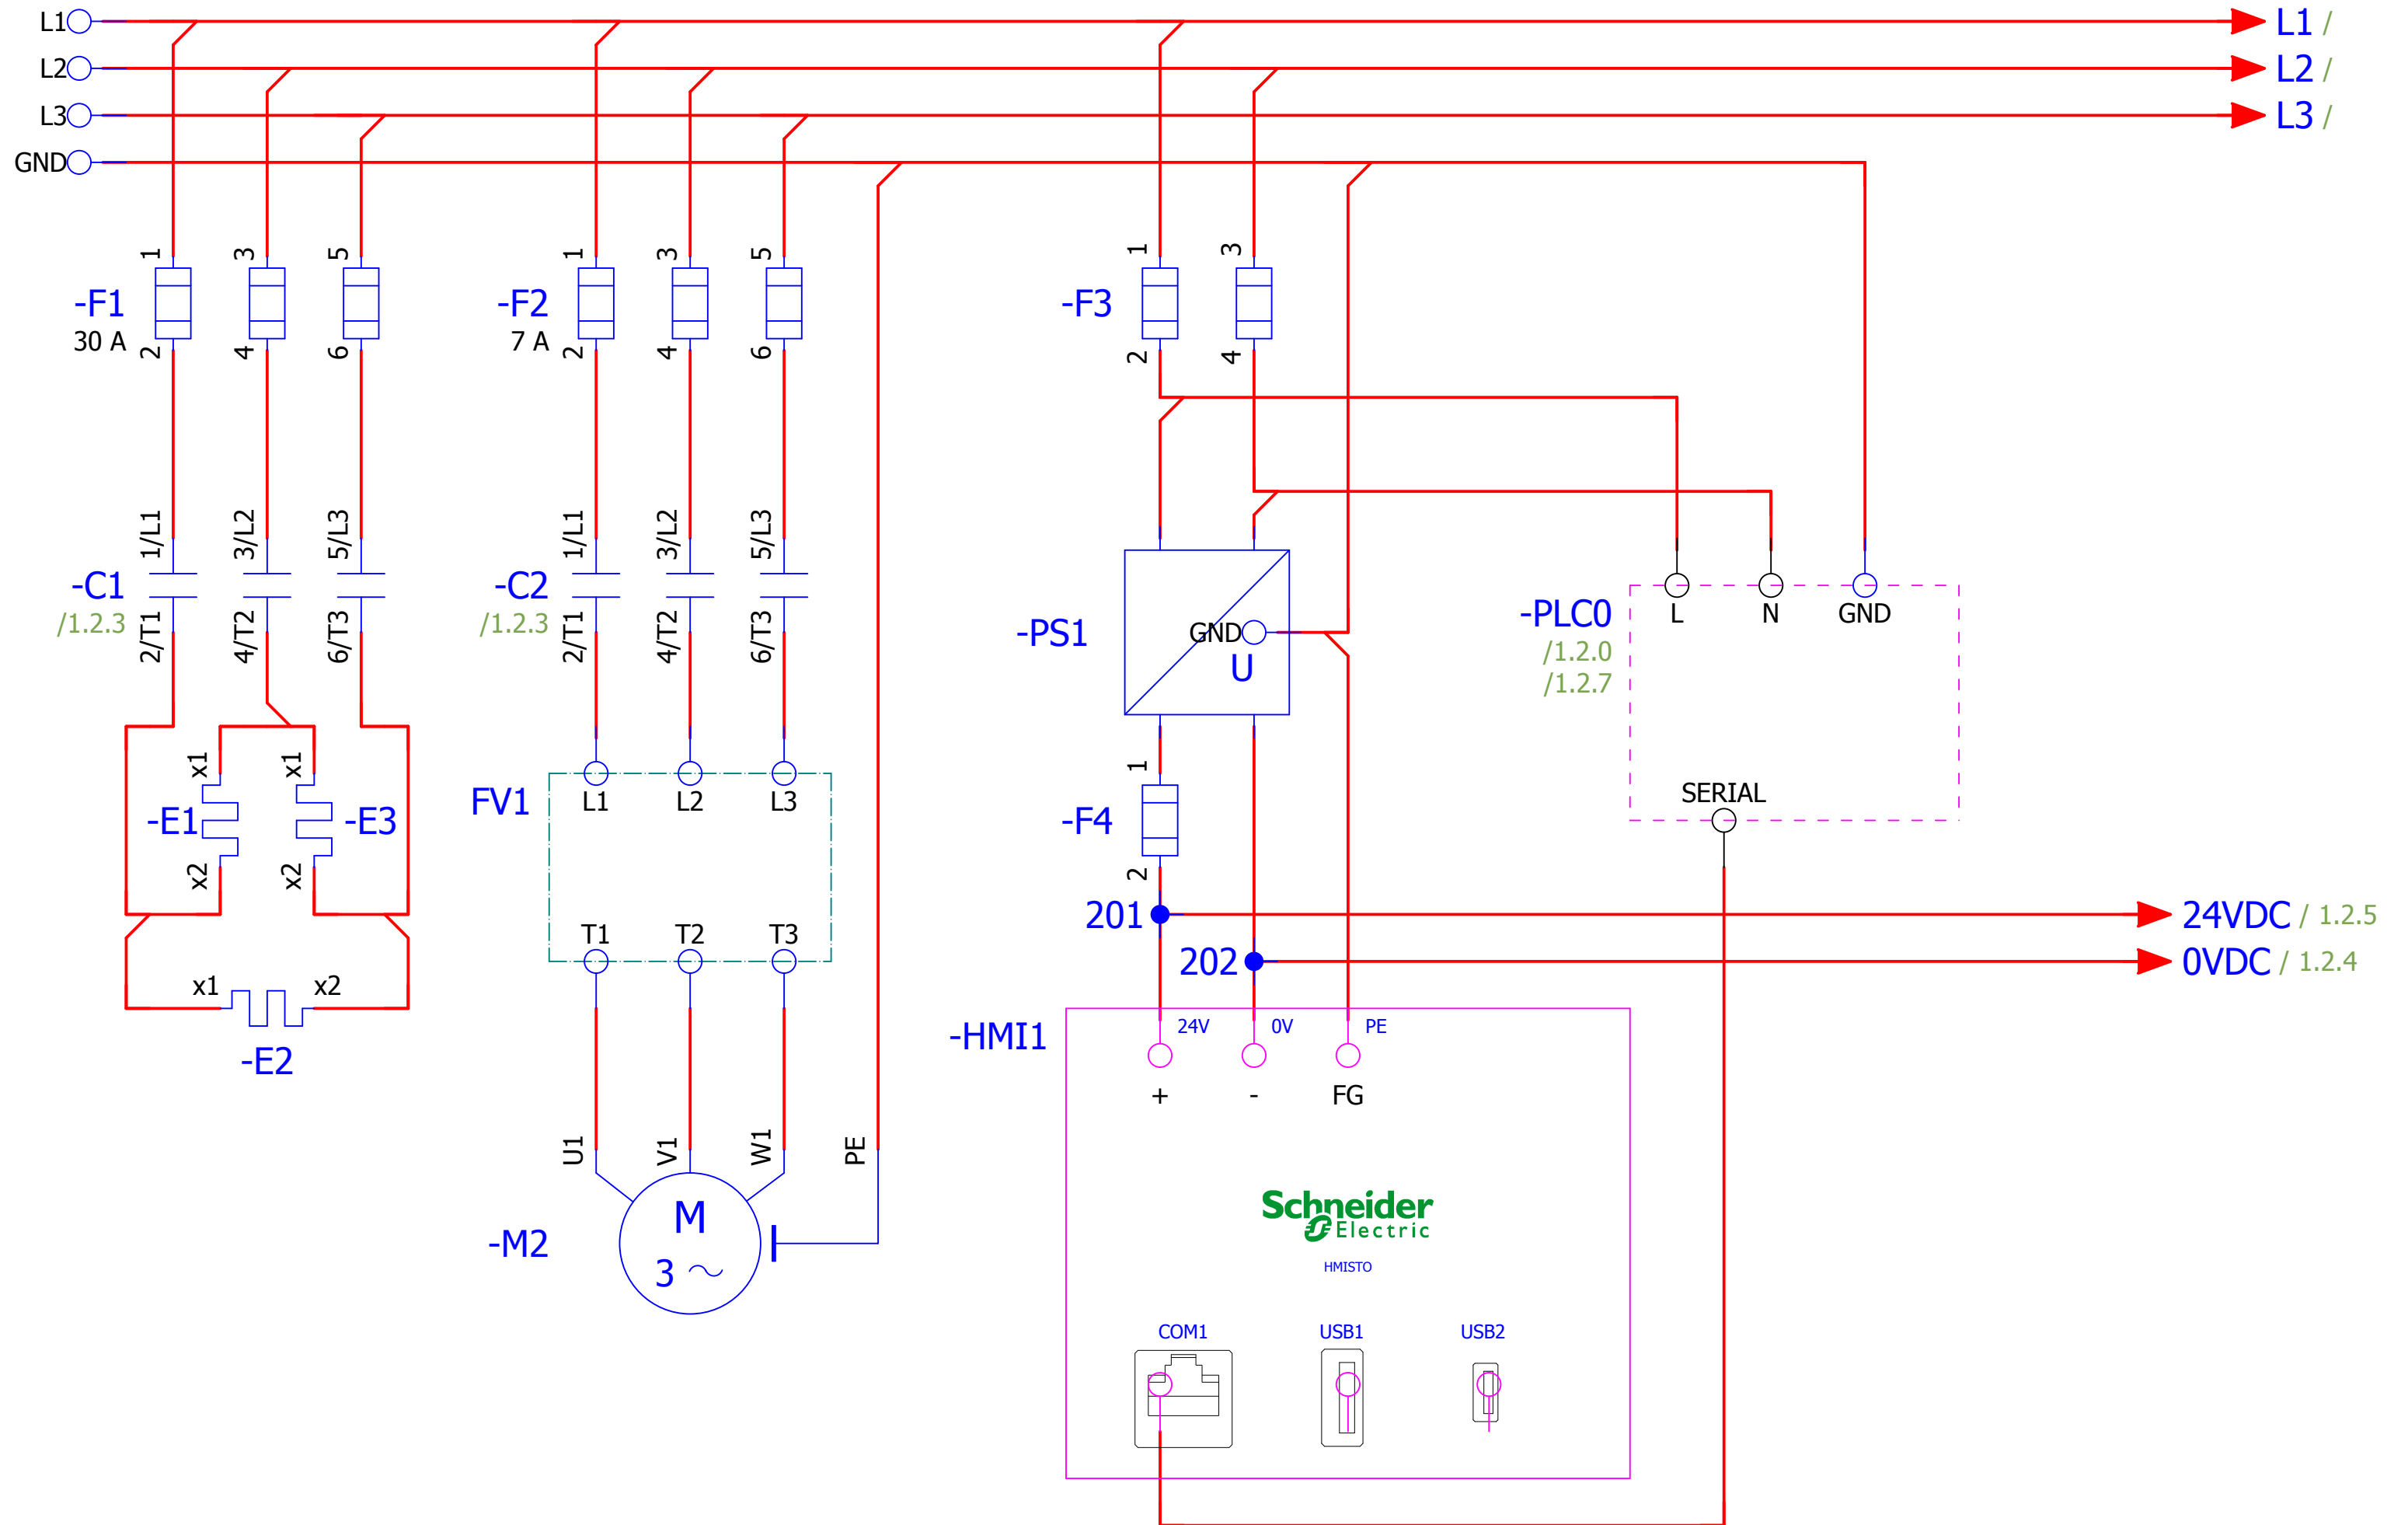 L1
L1 /
L2
L2 /
L3
L3 /
GND
1
3
5
-F1
30 A
2
4
6
1
3
5
-F2
7 A
2
4
6
1
3
-F3
2
4
1/L1
3/L2
5/L3
-C1
/1.2.3
2/T1
4/T2
6/T3
1/L1
3/L2
5/L3
-C2
/1.2.3
2/T1
4/T2
6/T3
-PS1
GND
U
-PLC0
/1.2.0
/1.2.7
L
N
GND
SERIAL
x1
x1
-E1
-E3
x2
x2
x1
x2
-E2
FV1
L1
L2
L3
T1
T2
T3
1
-F4
2
201
24VDC / 1.2.5
202
0VDC / 1.2.4
U1
V1
W1
PE
-M2
M
3 ~
-HMI1
24V
0V
PE
+
-
FG
Schneider
Electric
HMISTO
COM1
USB1
USB2